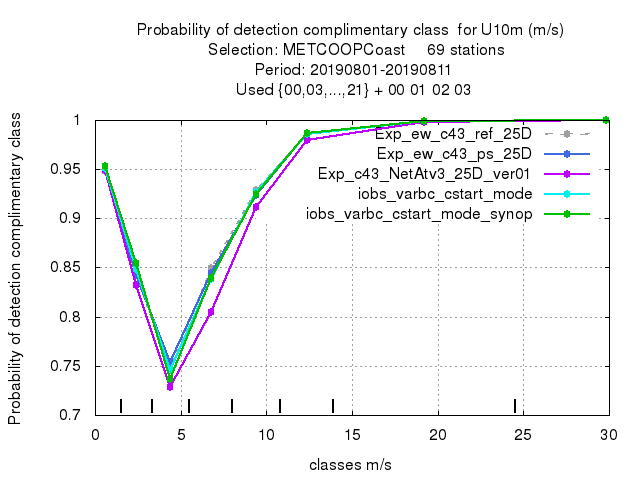 Probability of detection complimentary class for U10m (m/s)
Selection: METCOOPCoast 69 stations
Period: 20190801-20190811
Used {00,03,...,21} + 00 01 02 03
Probability of detection complimentary class
1
0.95
0.9
0.85
0.8
0.75
0.7
Exp_ew_c43_ref_25D
Exp_ew_c43_ps_25D
Exp_c43_NetAtv3_25D_ver01
iobs_varbc_cstart_mode
iobs_varbc_cstart_mode_synop
0 5 10 15 20 25 30
classes m/s